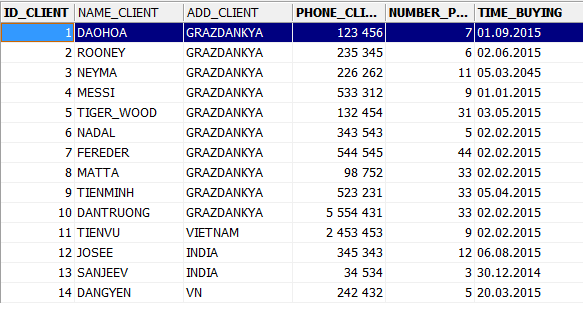 ID_CLIENT NAME_CLIENT ADD_CLIENT PHONE_CLI... NUMBER_P... TIME_BUYING
1 DAOHOA GRAZDANKYA 123 456 7 01.09.2015
2 ROONEY GRAZDANKYA 235 345 6 02.06.2015
3 NEYMA GRAZDANKYA 226 262 11 05.03.2045
4 MESSI GRAZDANKYA 533 312 9 01.01.2015
5 TIGER_WOOD GRAZDANKYA 132 454 31 03.05.2015
6 NADAL GRAZDANKYA 343 543 5 02.02.2015
7 FEREDER GRAZDANKYA 544 545 44 02.02.2015
8 MATTA GRAZDANKYA 98 752 33 02.02.2015
9 TIENMINH GRAZDANKYA 523 231 33 05.04.2015
10 DANTRUONG GRAZDANKYA 5 554 431 33 02.02.2015
11 TIENVU VIETNAM 2 453 453 9 02.02.2015
12 JOSEE INDIA 345 343 12 06.08.2015
13 SANJEEV INDIA 34 534 3 30.12.2014
14 DANGYEN VN 242 432 5 20.03.2015